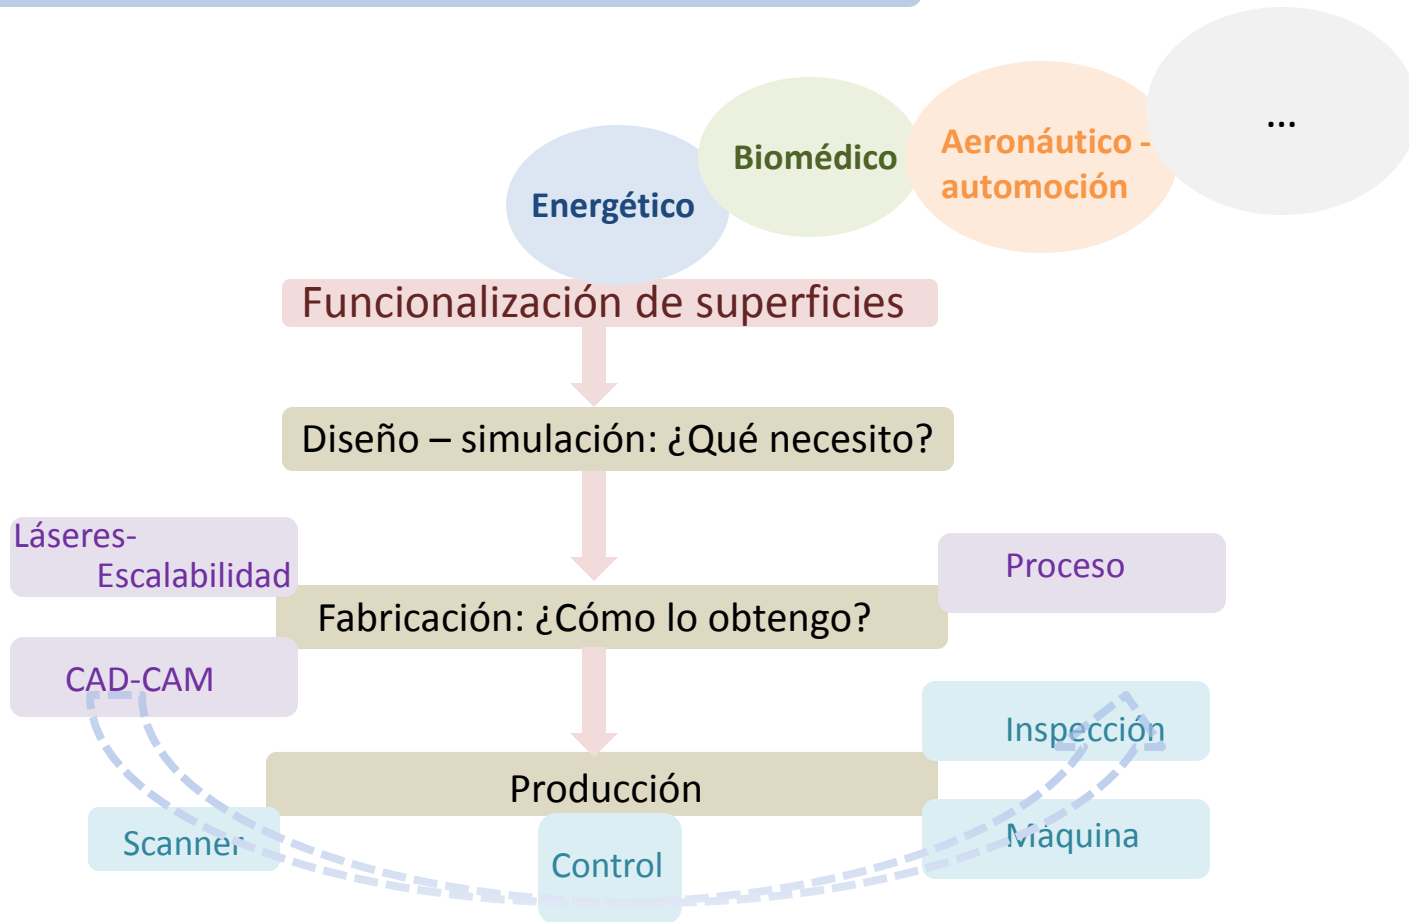 ...
Biomédico
Aeronáutico -
automoción
Energético
Funcionalización de superficies
Diseño – simulación: ¿Qué necesito?
Láseres-
Escalabilidad
Proceso
Fabricación: ¿Cómo lo obtengo?
CAD-CAM
Inspección
Producción
Scanner
Control
Máquina